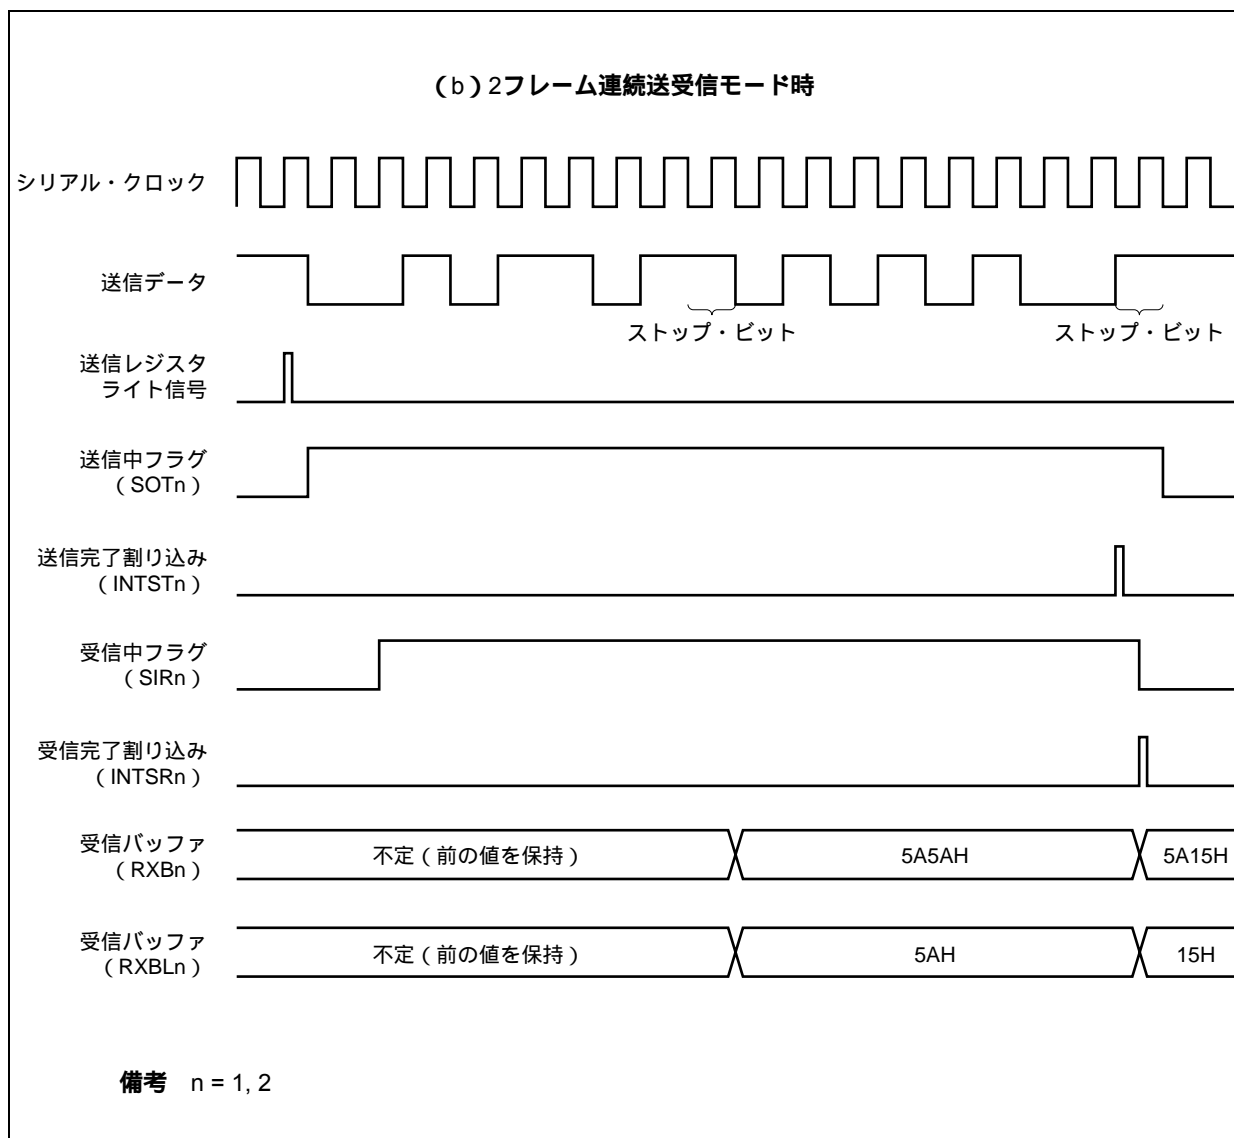 （b）2フレーム連続送受信モード時
シリアル・クロック
送信データ
ストップ・ビット
ストップ・ビット
送信レジスタ
ライト信号
送信中フラグ
（SOTn）
送信完了割り込み
（INTSTn）
受信中フラグ
（SIRn）
受信完了割り込み
（INTSRn）
受信バッファ
（RXBn）
不定（前の値を保持）
5A5AH
5A15H
受信バッファ
（RXBLn）
不定（前の値を保持）
5AH
15H
備考 n = 1, 2